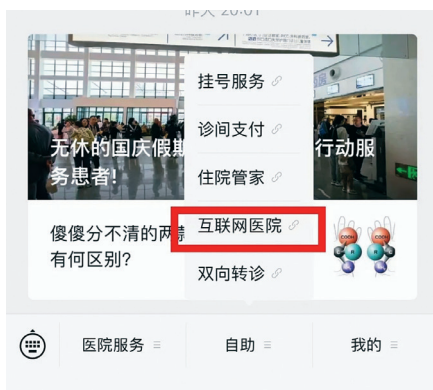 昨天 20:01
挂号服务
诊间支付
无休的国庆假期
行动服
务患者!
住院管家
互联网医院
傻傻分不清的两
有何区别?
双向转诊
医院服务
自助
我的